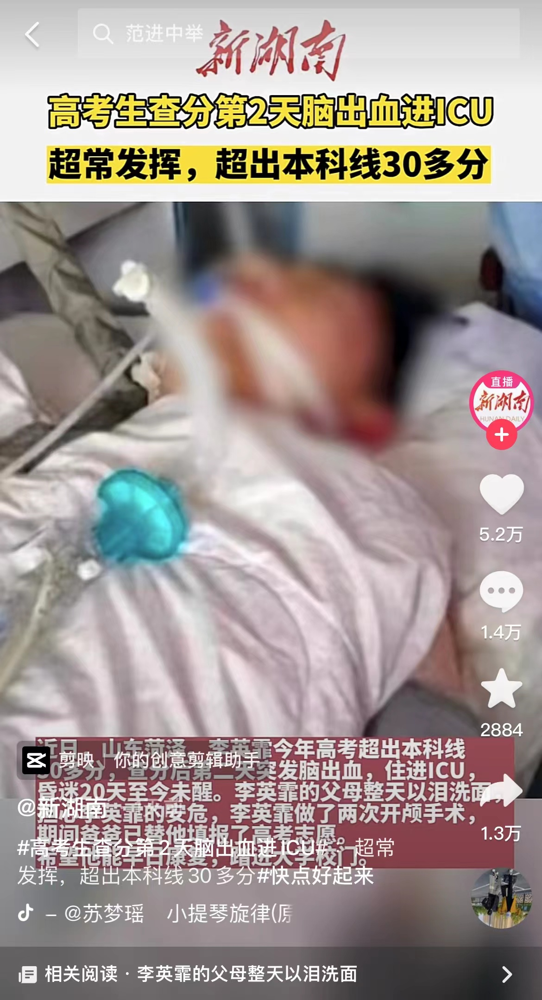 范进中举
新湖南
高考生查分第2天脑出血进ICU
超常发挥，超出本科线30多分
直播
新湖南
HUNAN DAILY
5.2万
1.4万
2884
近日，山东菏泽，李英霏今年高考超出本科线
30多分，查分后第二天突发脑出血，住进ICU，
昏迷20天至今未醒。李英霏的父母整天以泪洗面，
李英霏的安危，李英霏做了两次开颅手术，
期间爸爸已替他填报了高考志愿。
希望他能早日康复，踏进大学校门。
剪映 | 你的创意剪辑助手
@新湖南
1.3万
#高考生查分第2天脑出血进ICU# ：超常
发挥，超出本科线30多分#快点好起来
– @苏梦瑶 小提琴旋律(原
相关阅读 · 李英霏的父母整天以泪洗面